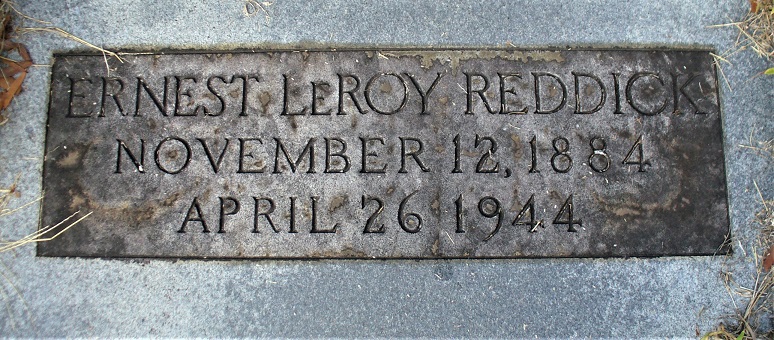 ERNEST LEROY REDDICK
NOVEMBER 12, 1884
APRIL 26 1944